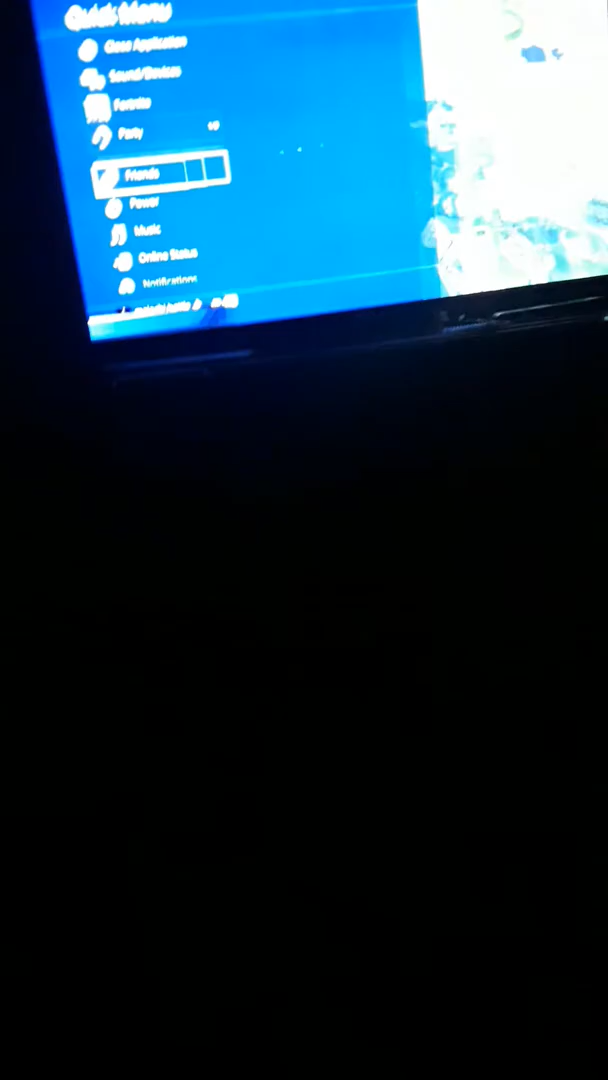 Quick Menu
Close Application
Sound/Devices
Fortnite
Party
Friends
Power
Music
Online Status
Notifications